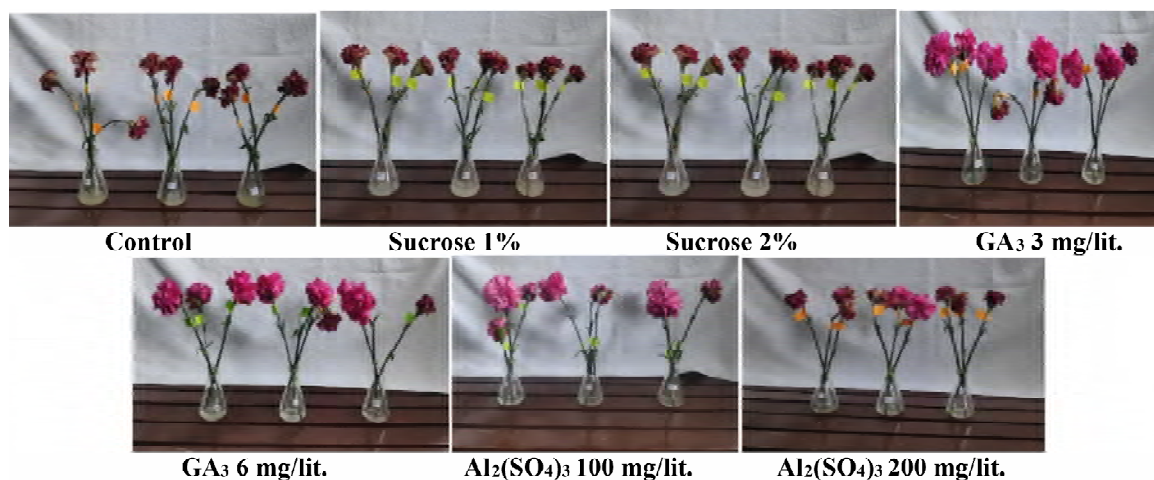 Control
Sucrose 1%
Sucrose 2%
GA₃ 3 mg/lit.
GA₃ 6 mg/lit.
Al₂(SO₄)₃ 100 mg/lit.
Al₂(SO₄)₃ 200 mg/lit.